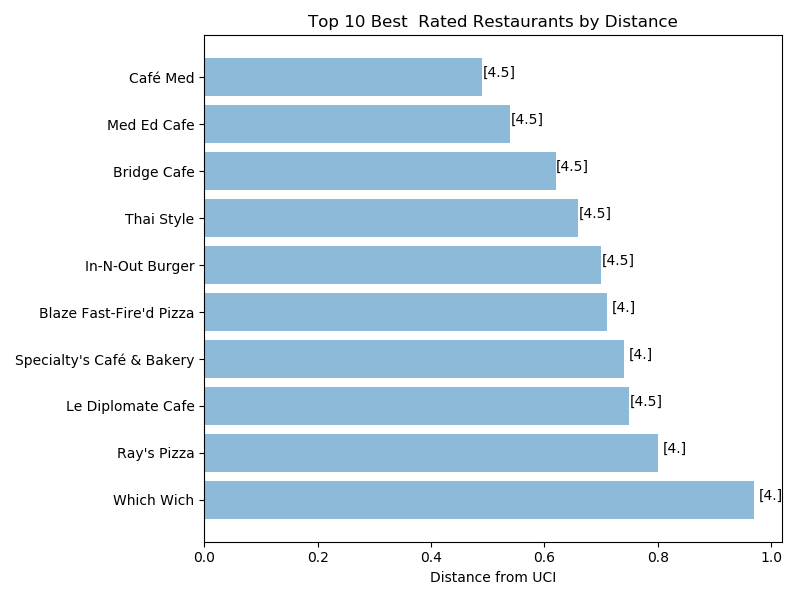 Top 10 Best  Rated Restaurants by Distance
Café Med [4.5]
Med Ed Cafe [4.5]
Bridge Cafe [4.5]
Thai Style [4.5]
In-N-Out Burger [4.5]
Blaze Fast-Fire'd Pizza [4.]
Specialty's Café & Bakery [4.]
Le Diplomate Cafe [4.5]
Ray's Pizza [4.]
Which Wich [4.]
0.0 0.2 0.4 0.6 0.8 1.0
Distance from UCI